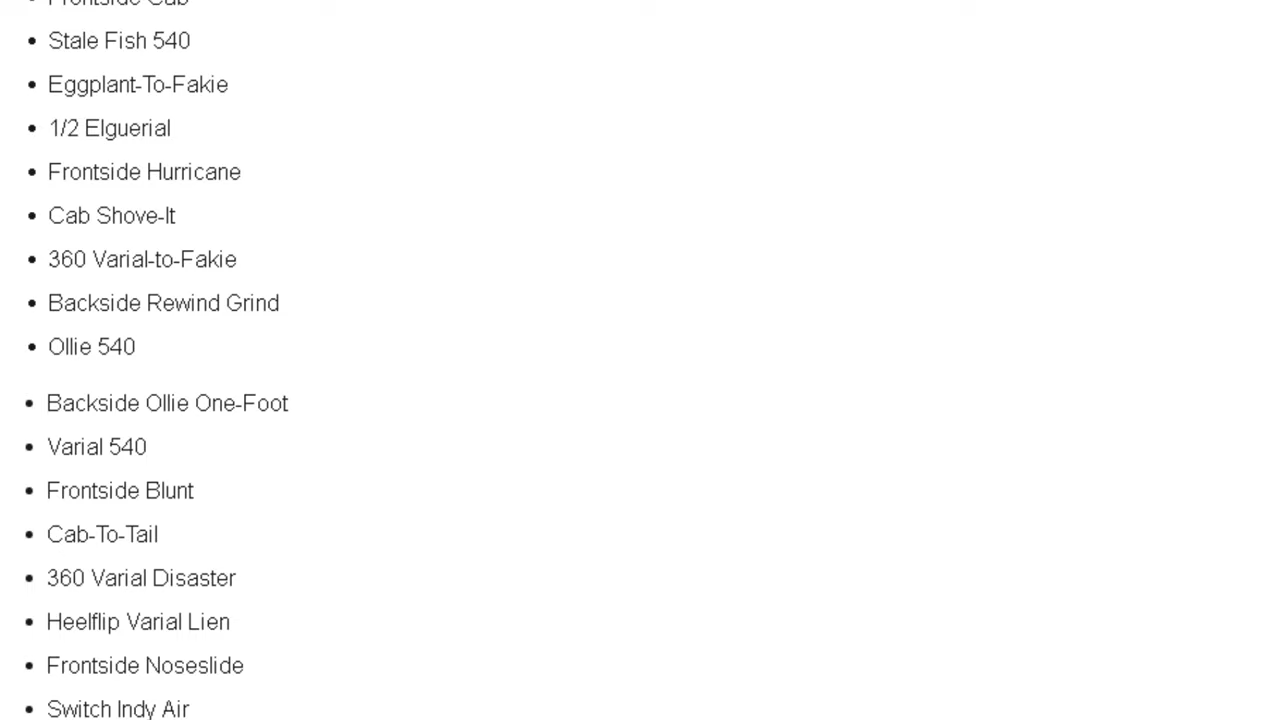 Frontside Cab
• Stale Fish 540
• Eggplant-To-Fakie
• 1/2 Elguerial
• Frontside Hurricane
• Cab Shove-It
• 360 Varial-to-Fakie
• Backside Rewind Grind
• Ollie 540
• Backside Ollie One-Foot
• Varial 540
• Frontside Blunt
• Cab-To-Tail
• 360 Varial Disaster
• Heelflip Varial Lien
• Frontside Noseslide
• Switch Indy Air